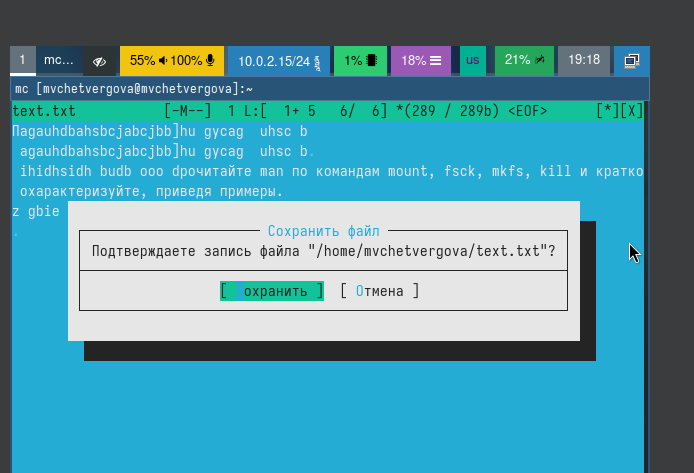 1 mc... 55% 100% 10.0.2.15/24 1% 18% us 21% 19:18
mc [mvchetvergova@mvchetvergova]:~
text.txt [-M--] 1 L:[ 1+ 5 6/ 6] *(289 / 289b) <EOF> [*][X]
Пagauhdbahsbcjabcjbb]hu gycag uhsc b
agauhdbahsbcjabcjbb]hu gycag uhsc b.
ihidhsidh budb ooo dрочитайте man по командам mount, fsck, mkfs, kill и кратко
охарактеризуйте, приведя примеры.
z gbie
.
Сохранить файл
Подтверждаете запись файла "/home/mvchetvergova/text.txt"?
[ Сохранить ] [ Отмена ]